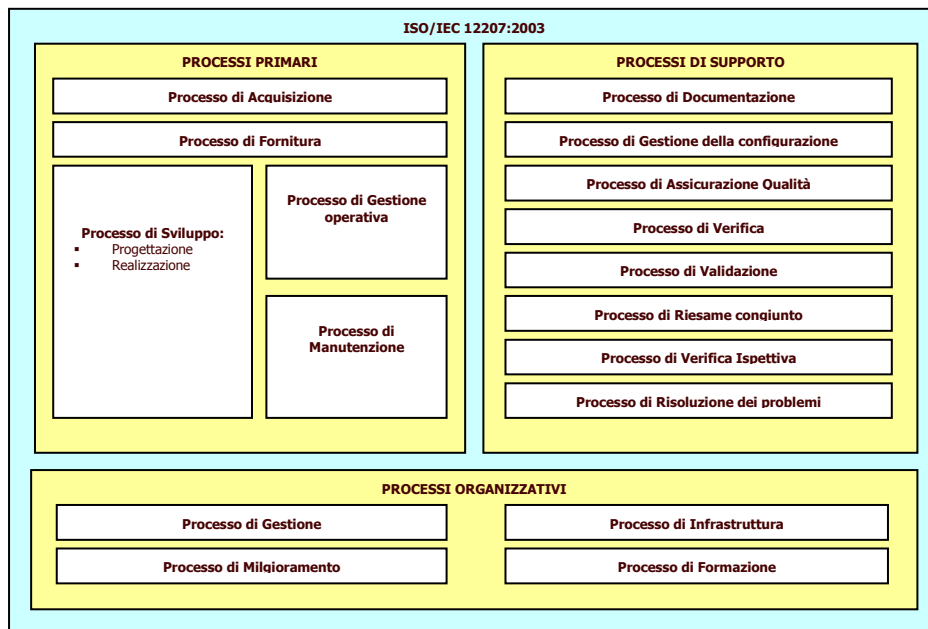 ISO/IEC 12207:2003
PROCESSI PRIMARI
Processo di Acquisizione
Processo di Fornitura
Processo di Sviluppo:
▪ Progettazione
▪ Realizzazione
Processo di Gestione
operativa
Processo di
Manutenzione
PROCESSI DI SUPPORTO
Processo di Documentazione
Processo di Gestione della configurazione
Processo di Assicurazione Qualità
Processo di Verifica
Processo di Validazione
Processo di Riesame congiunto
Processo di Verifica Ispettiva
Processo di Risoluzione dei problemi
PROCESSI ORGANIZZATIVI
Processo di Gestione
Processo di Infrastruttura
Processo di Milgioramento
Processo di Formazione